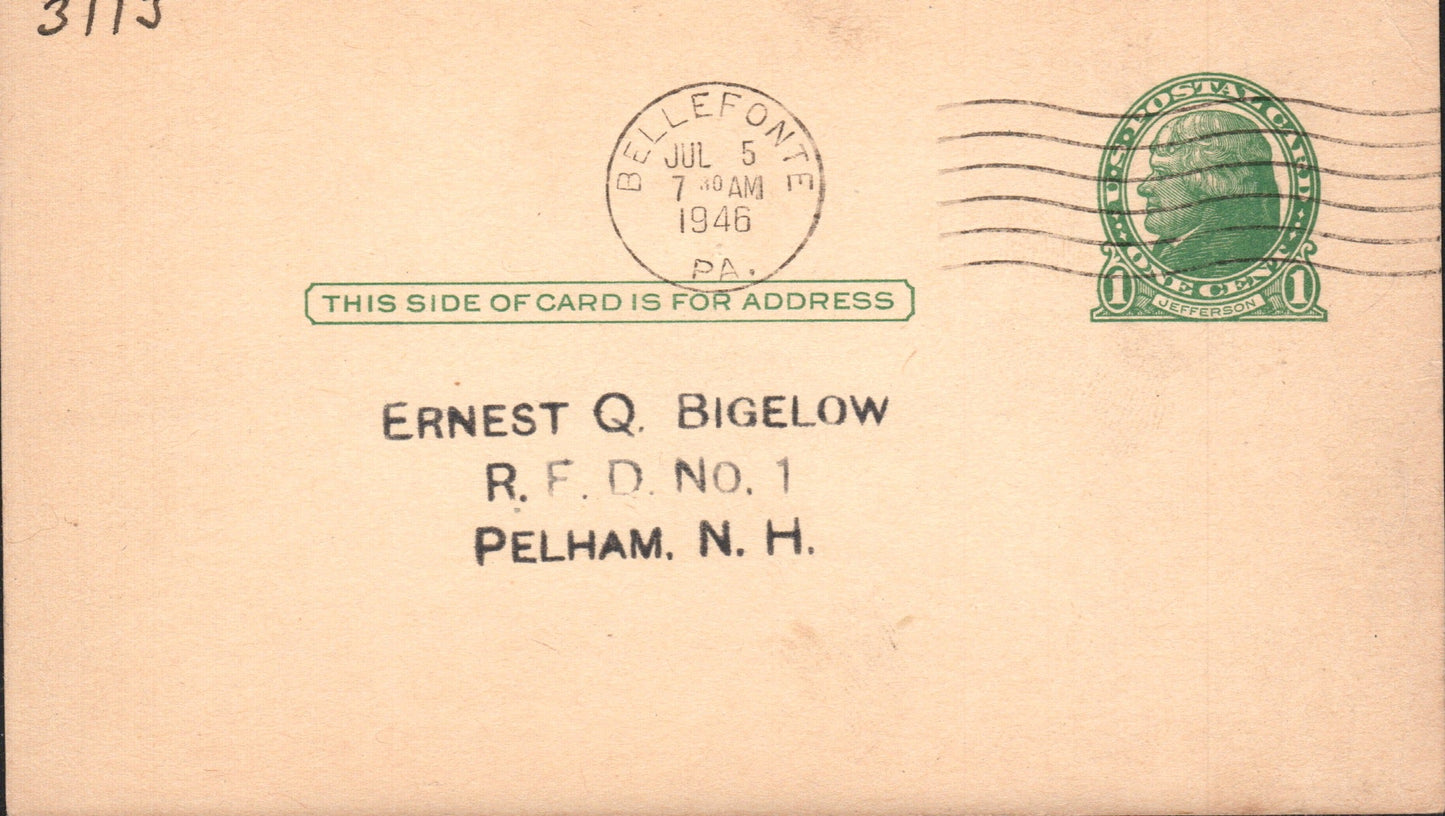 3113
BELLEFONTE
JUL 5
7 30 AM
1946
PA.
U.S. POSTAL CARD
ONE CENT
1 JEFFERSON 1
THIS SIDE OF CARD IS FOR ADDRESS
ERNEST Q. BIGELOW
R. F. D. NO. 1
PELHAM, N. H.